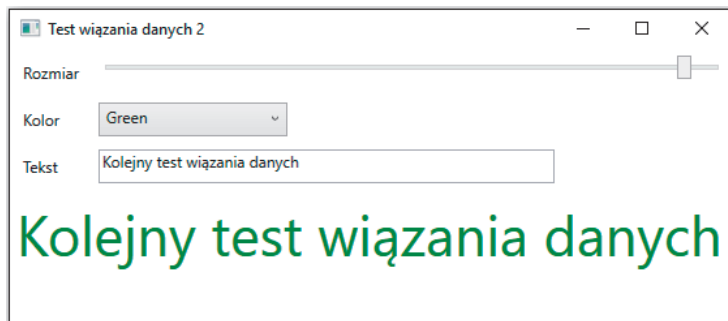 Test wiązania danych 2
Rozmiar
Kolor Green
Tekst Kolejny test wiązania danych
Kolejny test wiązania danych